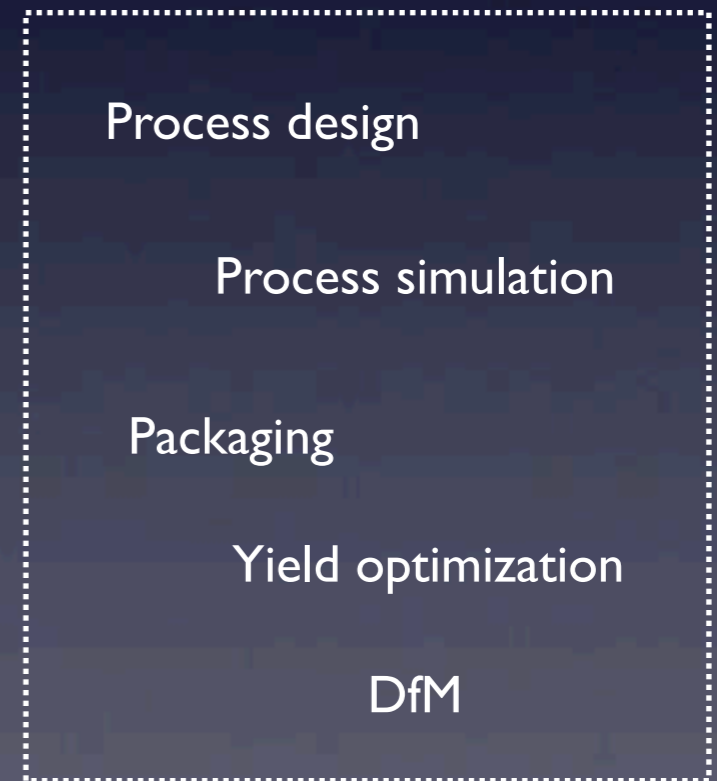 Process design
Process simulation
Packaging
Yield optimization
DfM